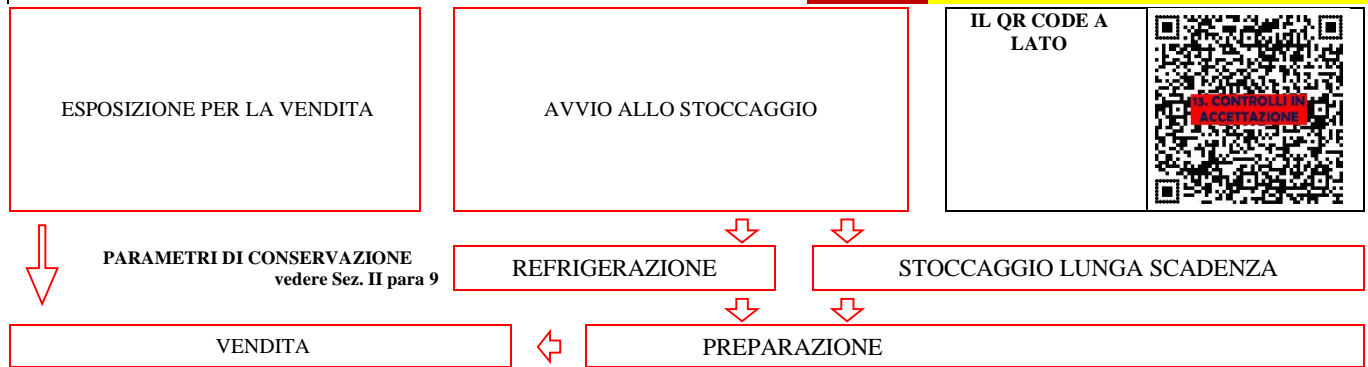 ESPOSIZIONE PER LA VENDITA
AVVIO ALLO STOCCAGGIO
IL QR CODE A
LATO
13. CONTROLLI IN
ACCETTAZIONE
PARAMETRI DI CONSERVAZIONE
vedere Sez. II para 9
REFRIGERAZIONE
STOCCAGGIO LUNGA SCADENZA
VENDITA
PREPARAZIONE